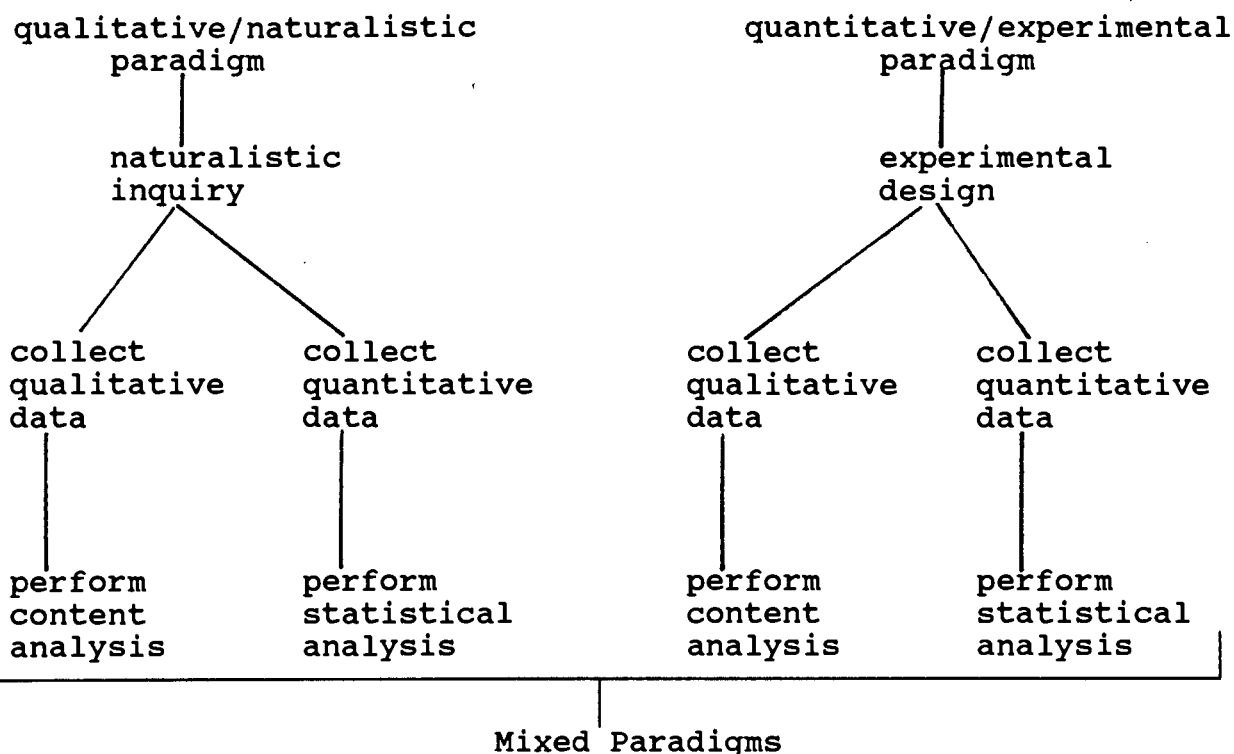 qualitative/naturalistic
paradigm
quantitative/experimental
paradigm
naturalistic
inquiry
experimental
design
collect
qualitative
data
collect
quantitative
data
collect
qualitative
data
collect
quantitative
data
perform
content
analysis
perform
statistical
analysis
perform
content
analysis
perform
statistical
analysis
Mixed Paradigms